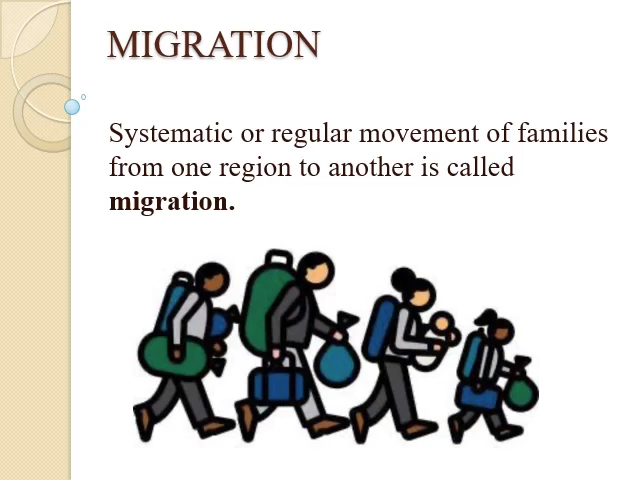 MIGRATION
Systematic or regular movement of families
from one region to another is called
migration.